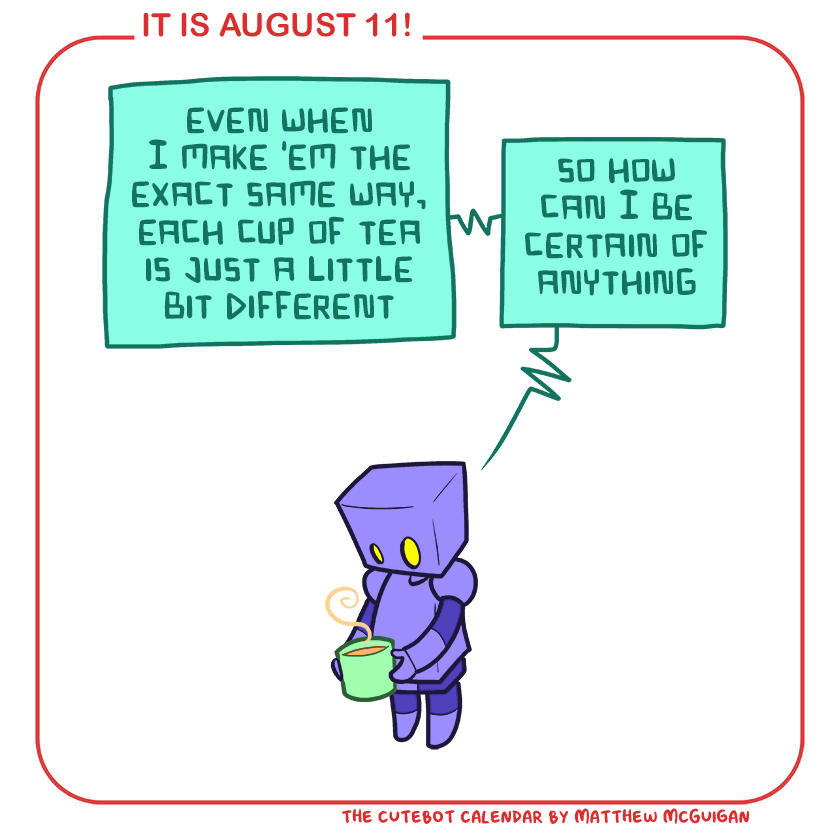 IT IS AUGUST 11!
EVEN WHEN
I MAKE 'EM THE
EXACT SAME WAY,
EACH CUP OF TEA
IS JUST A LITTLE
BIT DIFFERENT
SO HOW
CAN I BE
CERTAIN OF
ANYTHING
THE CUTEBOT CALENDAR BY MATTHEW MCGUIGAN